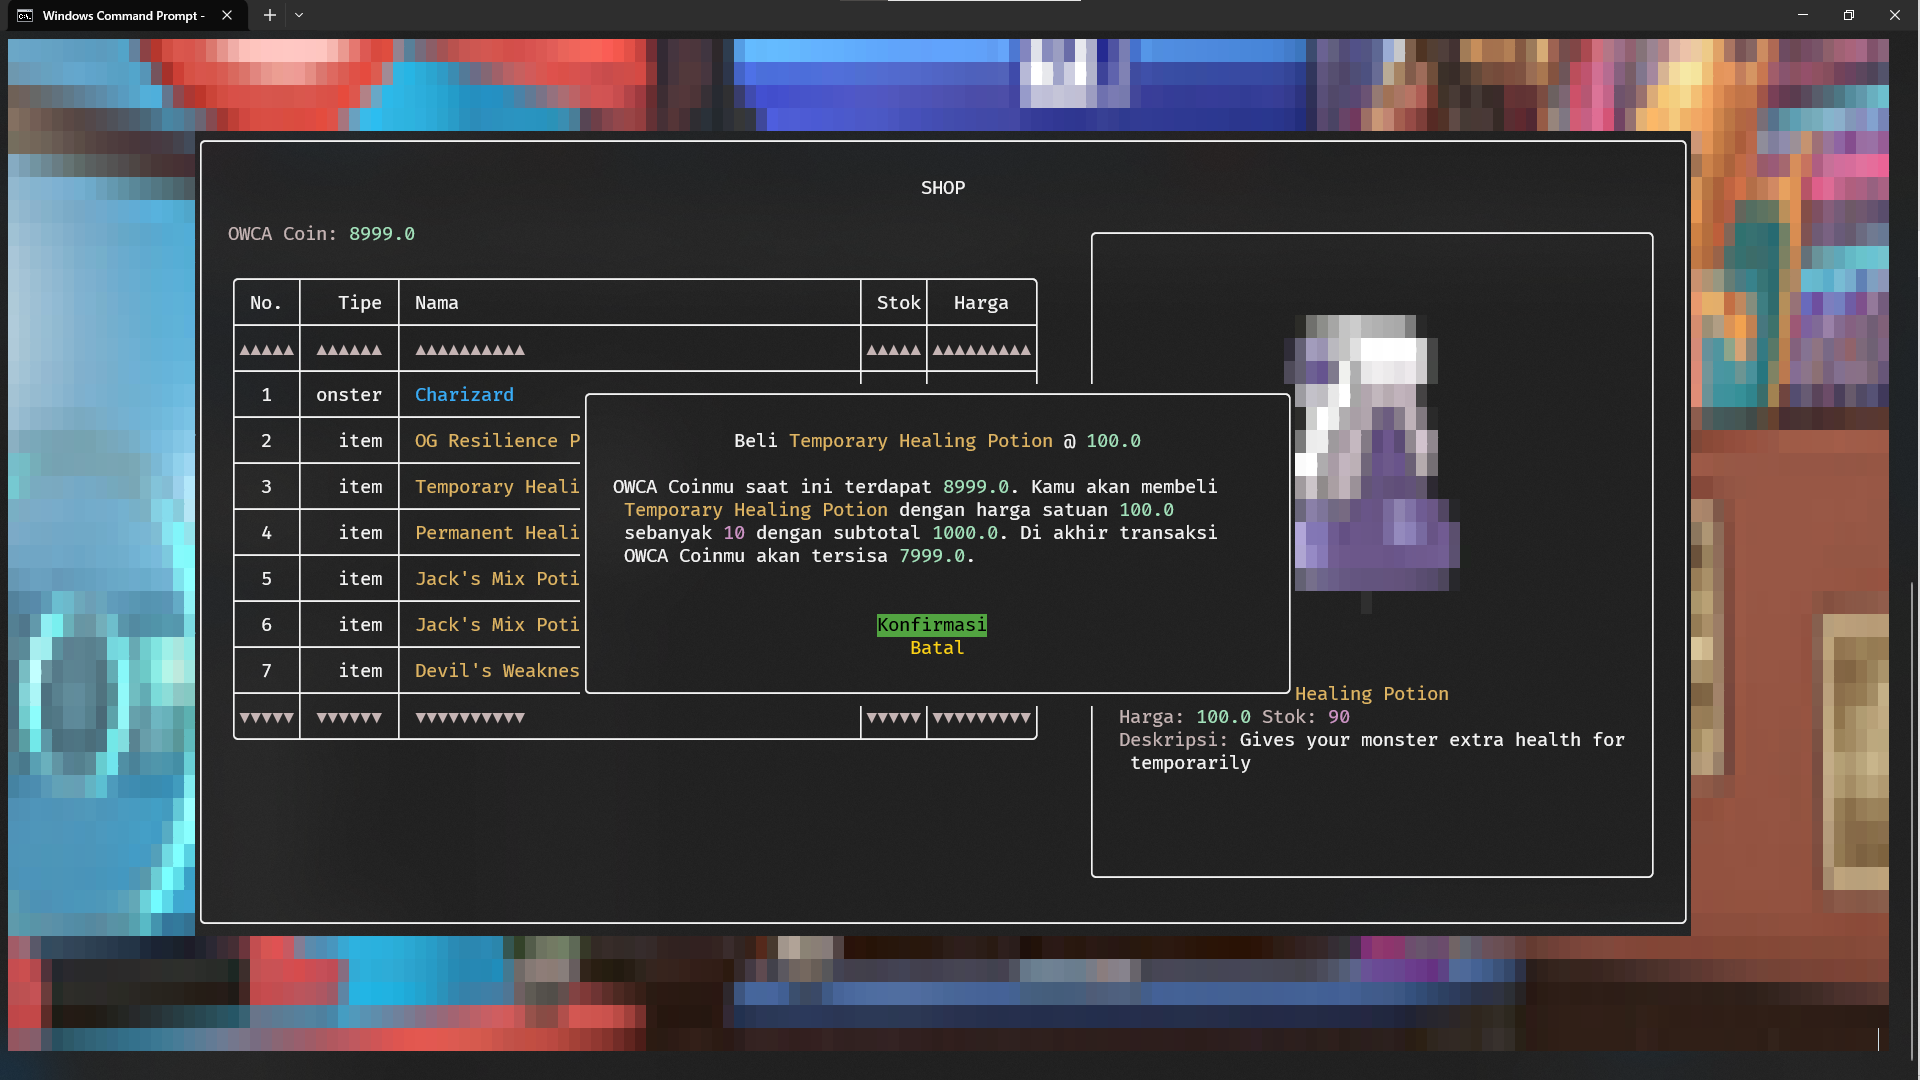 Windows Command Prompt -
SHOP
OWCA Coin: 8999.0
No. Tipe Nama Stok Harga
▲▲▲▲▲ ▲▲▲▲▲▲ ▲▲▲▲▲▲▲▲▲▲ ▲▲▲▲▲ ▲▲▲▲▲▲▲▲▲
1 onster Charizard
2 item OG Resilience P
3 item Temporary Heali
4 item Permanent Heali
5 item Jack's Mix Poti
6 item Jack's Mix Poti
7 item Devil's Weaknes
▼▼▼▼▼ ▼▼▼▼▼▼ ▼▼▼▼▼▼▼▼▼▼ ▼▼▼▼▼ ▼▼▼▼▼▼▼▼▼
Beli Temporary Healing Potion @ 100.0
OWCA Coinmu saat ini terdapat 8999.0. Kamu akan membeli
Temporary Healing Potion dengan harga satuan 100.0
sebanyak 10 dengan subtotal 1000.0. Di akhir transaksi
OWCA Coinmu akan tersisa 7999.0.
Konfirmasi
Batal
Healing Potion
Harga: 100.0 Stok: 90
Deskripsi: Gives your monster extra health for
temporarily